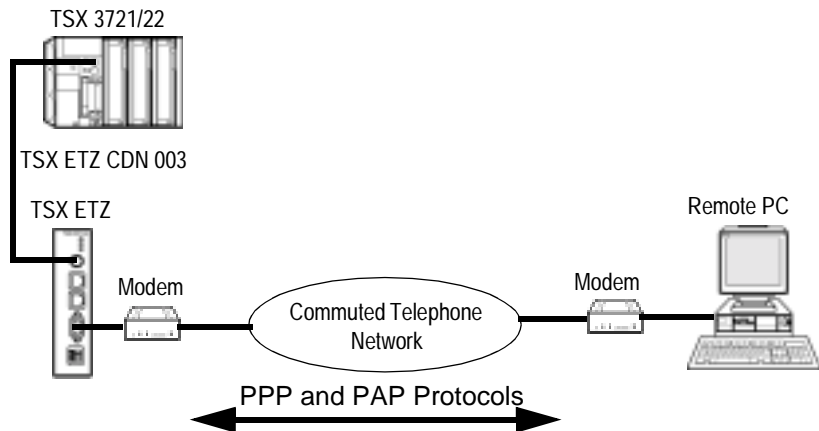 TSX 3721/22
TSX ETZ CDN 003
TSX ETZ
Remote PC
Modem
Modem
Commuted Telephone
Network
PPP and PAP Protocols